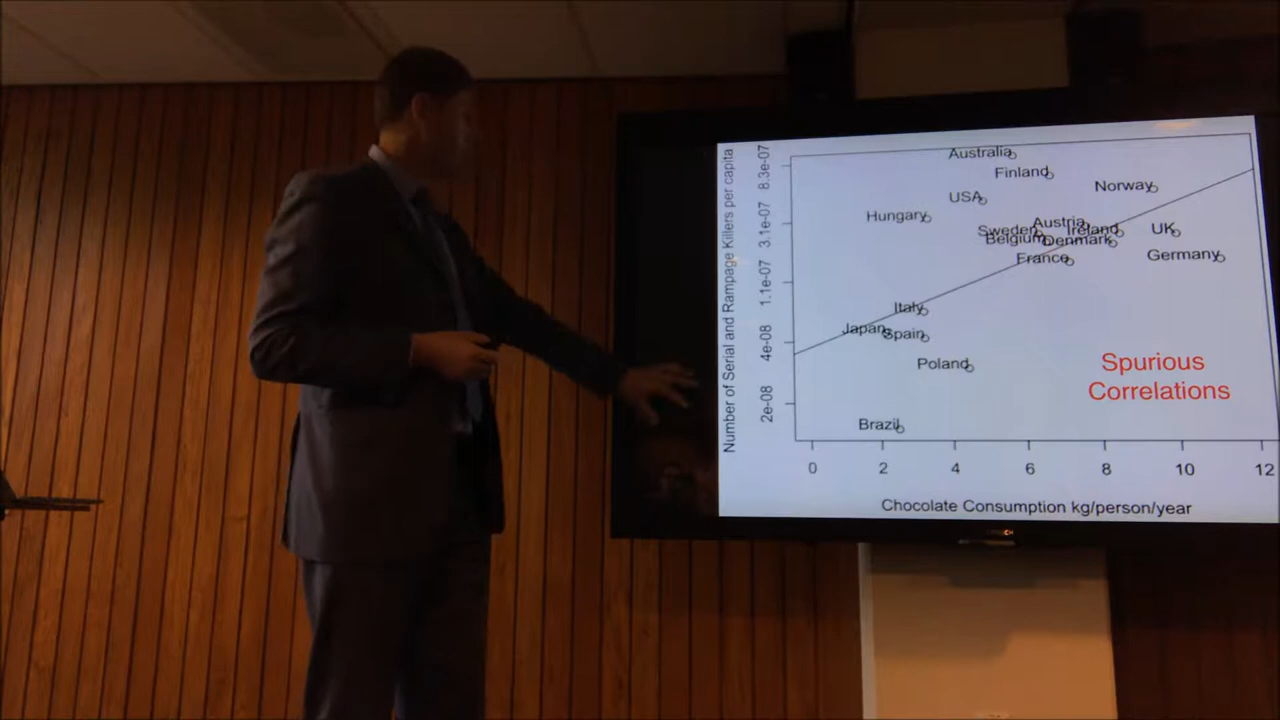 Number of Serial and Rampage Killers per capita
8.3e-07
3.1e-07
1.1e-07
4e-08
2e-08
Australia
Finland
Norway
USA
Hungary
Austria
Sweden
Ireland
UK
Belgium
Denmark
France
Germany
Italy
Japan
Spain
Poland
Brazil
Spurious
Correlations
0 2 4 6 8 10 12
Chocolate Consumption kg/person/year